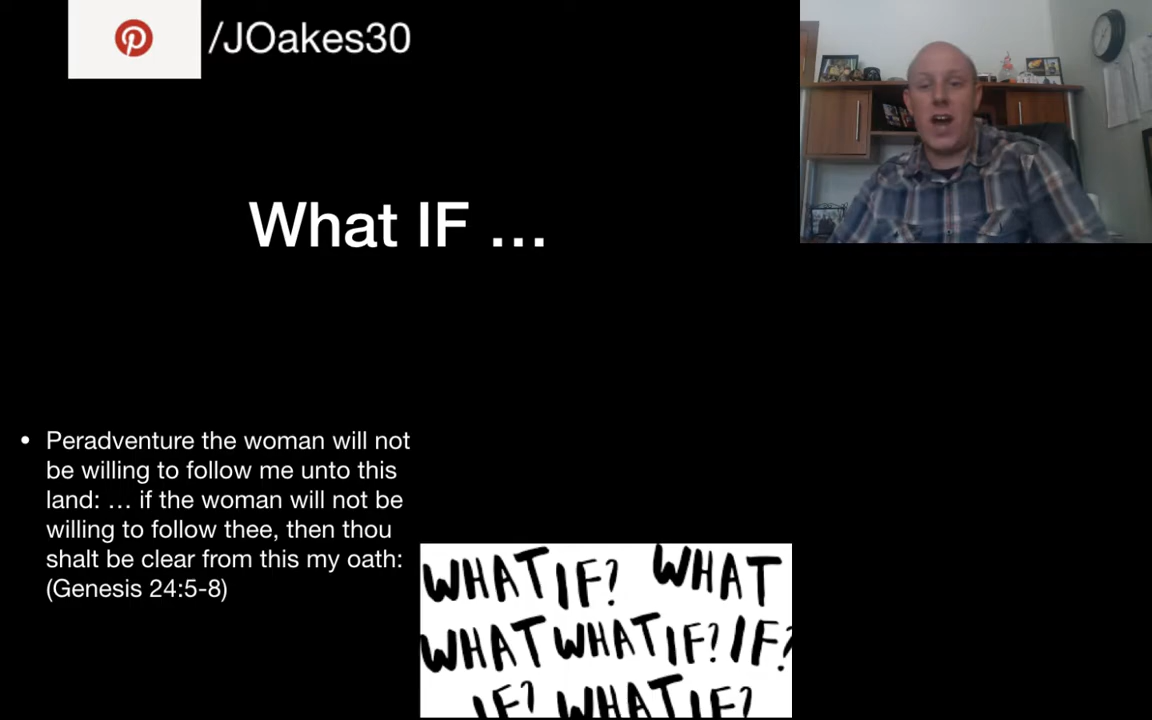 /JOakes30
What IF ...
• Peradventure the woman will not
be willing to follow me unto this
land: ... if the woman will not be
willing to follow thee, then thou
shalt be clear from this my oath:
(Genesis 24:5-8)
WHAT IF? WHAT
WHAT WHAT IF? IF?
IF? WHAT IF?